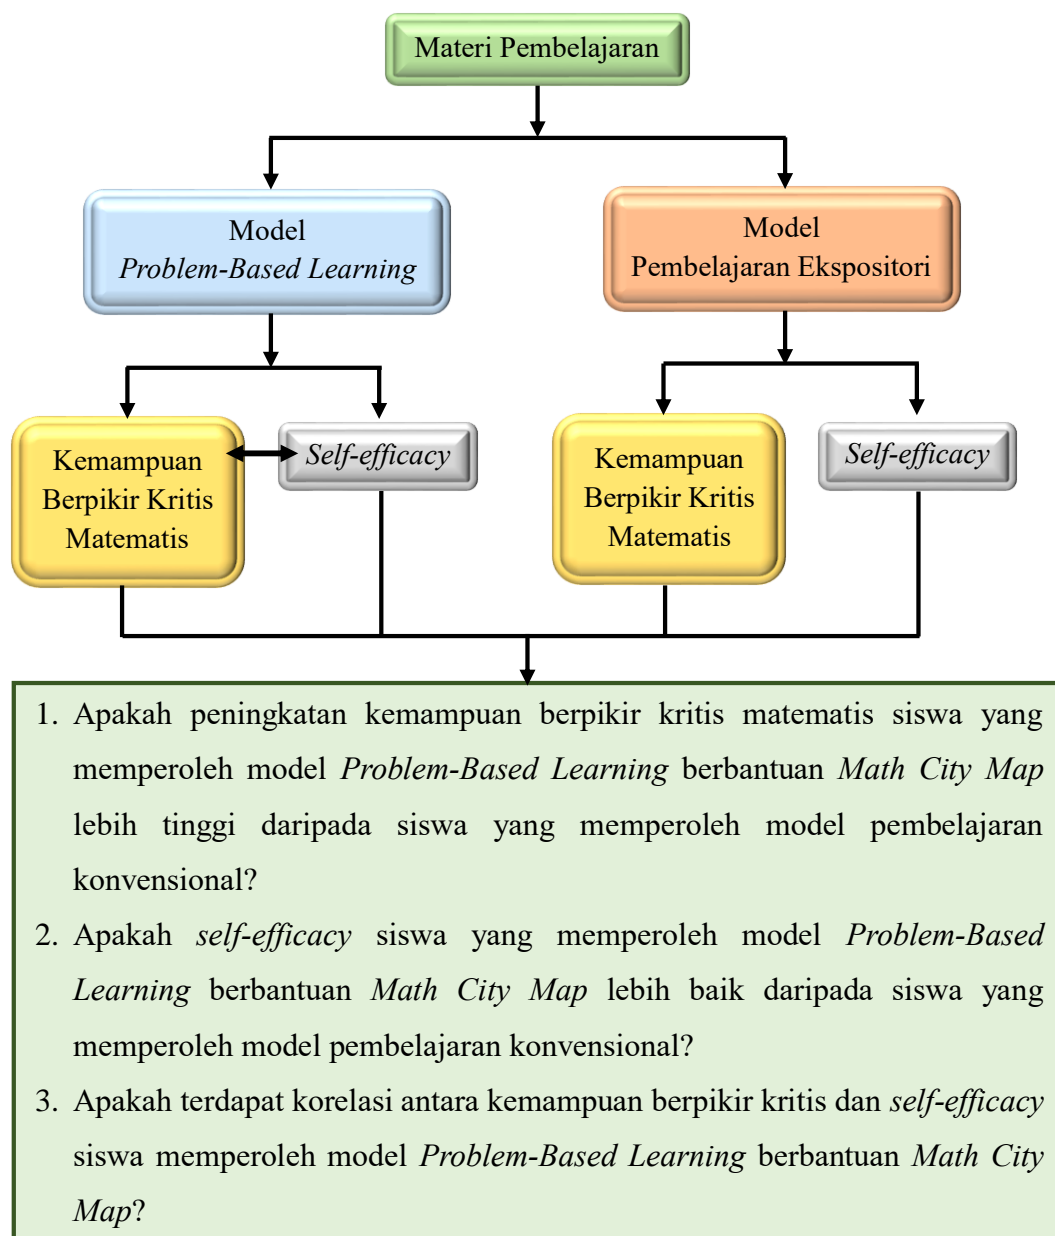 Materi Pembelajaran
Model
Problem-Based Learning
Model
Pembelajaran Ekspositori
Kemampuan
Berpikir Kritis
Matematis
Self-efficacy
Kemampuan
Berpikir Kritis
Matematis
Self-efficacy
1. Apakah peningkatan kemampuan berpikir kritis matematis siswa yang
memperoleh model Problem-Based Learning berbantuan Math City Map
lebih tinggi daripada siswa yang memperoleh model pembelajaran
konvensional?
2. Apakah self-efficacy siswa yang memperoleh model Problem-Based
Learning berbantuan Math City Map lebih baik daripada siswa yang
memperoleh model pembelajaran konvensional?
3. Apakah terdapat korelasi antara kemampuan berpikir kritis dan self-efficacy
siswa memperoleh model Problem-Based Learning berbantuan Math City
Map?